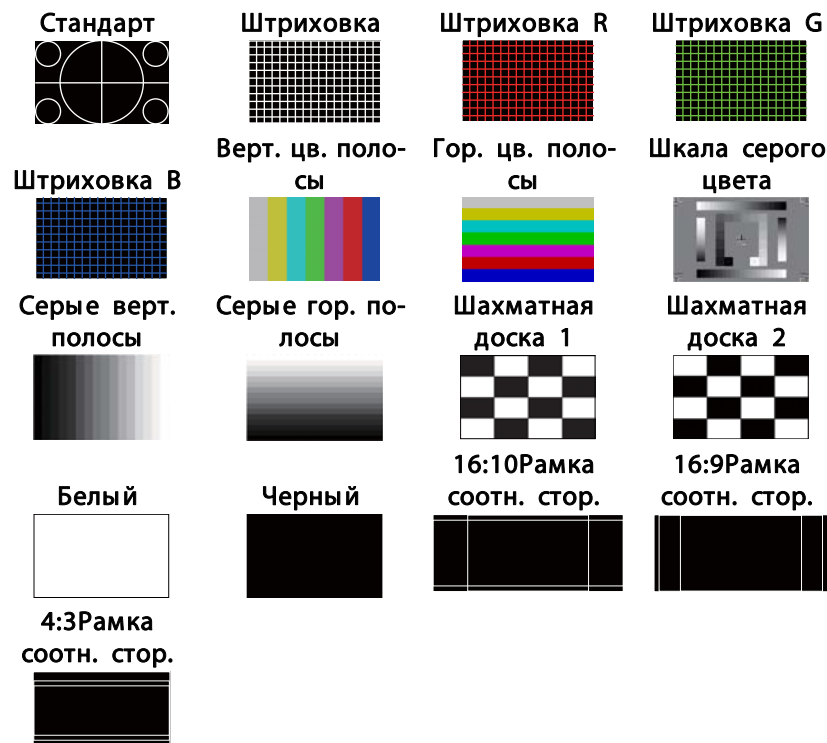 Стандарт
Штриховка
Штриховка R
Штриховка G
Штриховка B
Верт. цв. поло-
сы
Гор. цв. поло-
сы
Шкала серого
цвета
Серые верт.
полосы
Серые гор. по-
лосы
Шахматная
доска 1
Шахматная
доска 2
Белый
Черный
16:10Рамка
соотн. стор.
16:9Рамка
соотн. стор.
4:3Рамка
соотн. стор.